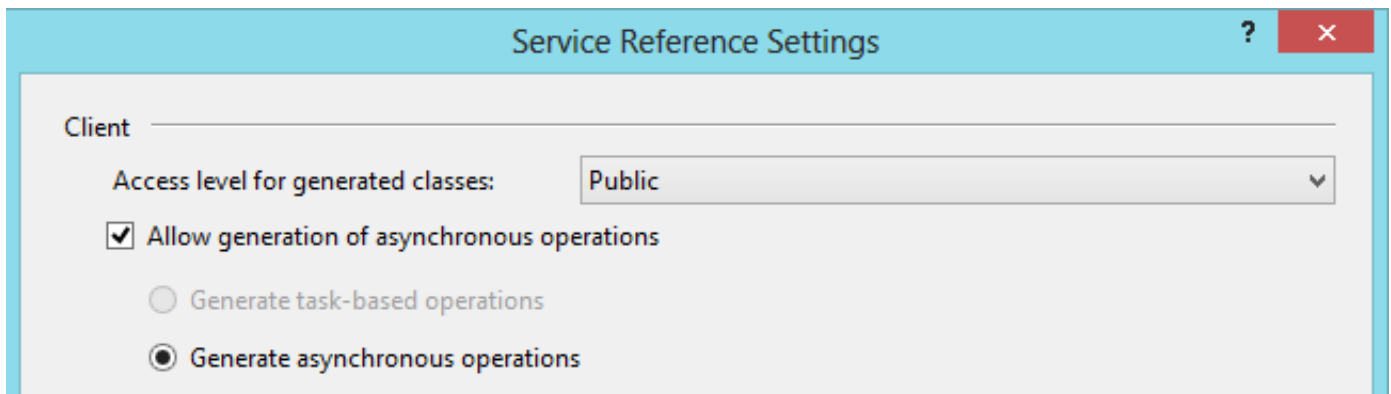 Service Reference Settings
?
Client
Access level for generated classes: Public
Allow generation of asynchronous operations
Generate task-based operations
Generate asynchronous operations